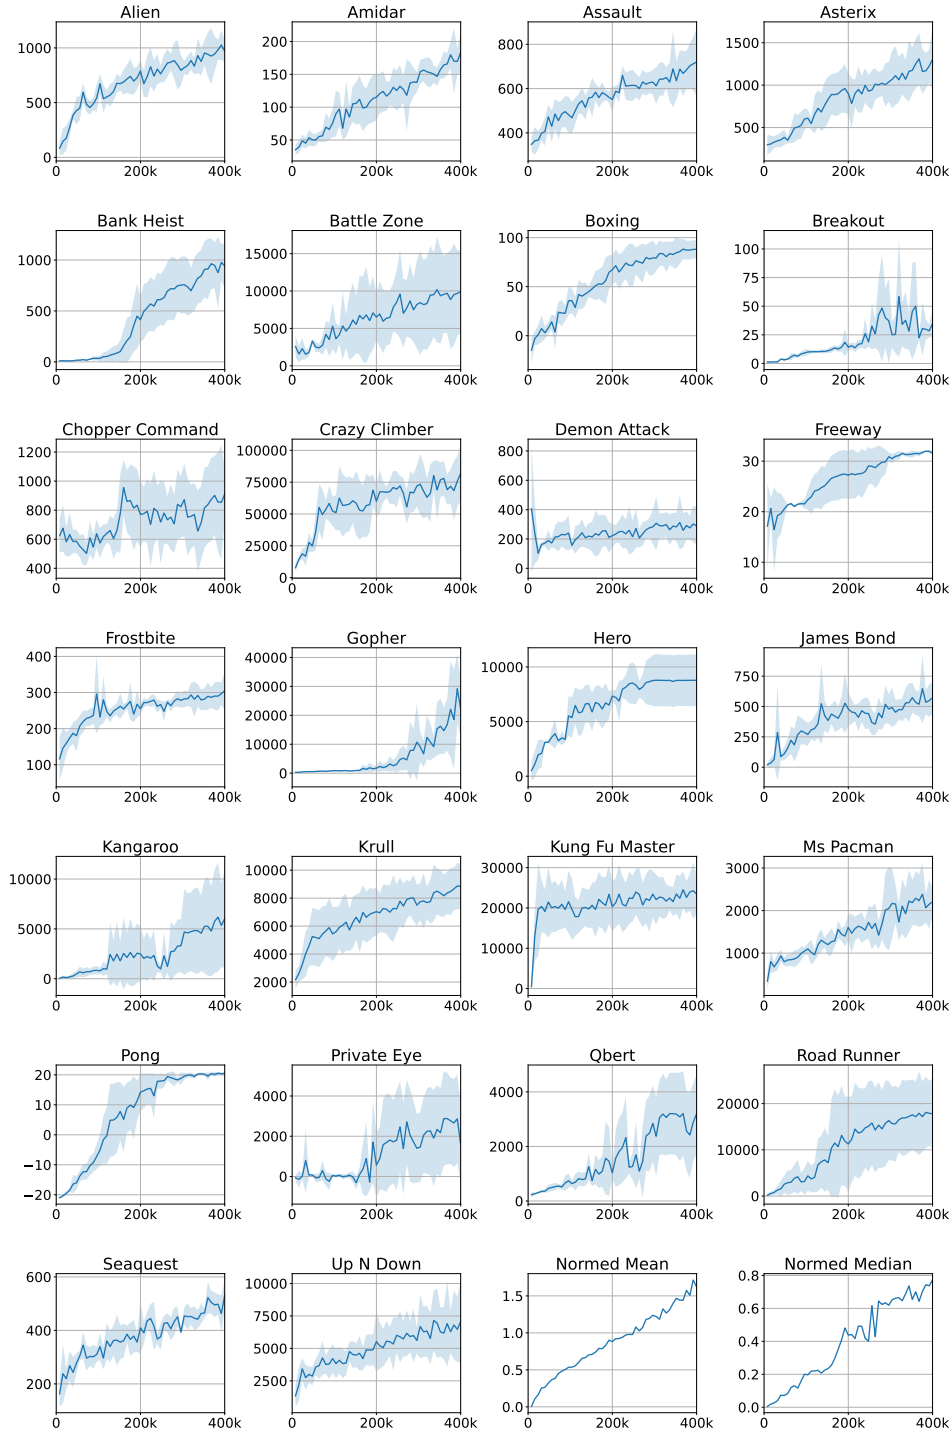 Alien Amidar Assault Asterix
1000 200 800 1500
500 150 600 1000
0 100 400 500
50
0 200k 400k 0 200k 400k 0 200k 400k 0 200k 400k
Bank Heist Battle Zone Boxing Breakout
1000 15000 100 100
500 10000 50 75
0 5000 0 50
0 25
0
0 200k 400k 0 200k 400k 0 200k 400k 0 200k 400k
Chopper Command Crazy Climber Demon Attack Freeway
1200 100000 800 30
1000 75000 600 20
800 50000 400 10
600 25000 200
400 0 0
0 200k 400k 0 200k 400k 0 200k 400k 0 200k 400k
Frostbite Gopher Hero James Bond
400 40000 10000 750
300 30000 5000 500
200 20000 0 250
100 10000 0
0
0 200k 400k 0 200k 400k 0 200k 400k 0 200k 400k
Kangaroo Krull Kung Fu Master Ms Pacman
10000 10000 30000 3000
5000 8000 20000 2000
0 6000 10000 1000
4000 0
2000
0 200k 400k 0 200k 400k 0 200k 400k 0 200k 400k
Pong Private Eye Qbert Road Runner
20 4000 4000 20000
10 2000 2000 10000
0 0 0 0
−10
−20
0 200k 400k 0 200k 400k 0 200k 400k 0 200k 400k
Seaquest Up N Down Normed Mean Normed Median
600 10000 1.5 0.8
400 7500 1.0 0.6
200 5000 0.5 0.4
2500 0.0 0.2
0.0
0 200k 400k 0 200k 400k 0 200k 400k 0 200k 400k